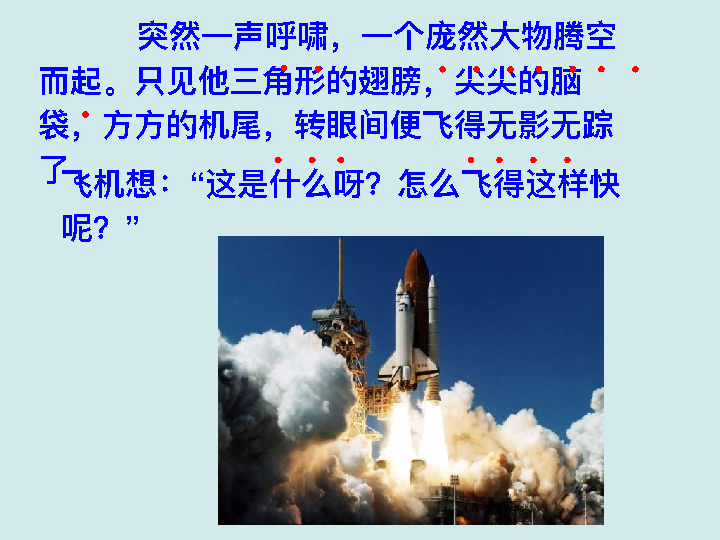 突然一声呼啸，一个庞然大物腾空
而起。只见他三角形的翅膀，尖尖的脑
袋，方方的机尾，转眼间便飞得无影无踪
了。
飞机想：“这是什么呀？怎么飞得这样快
呢？”